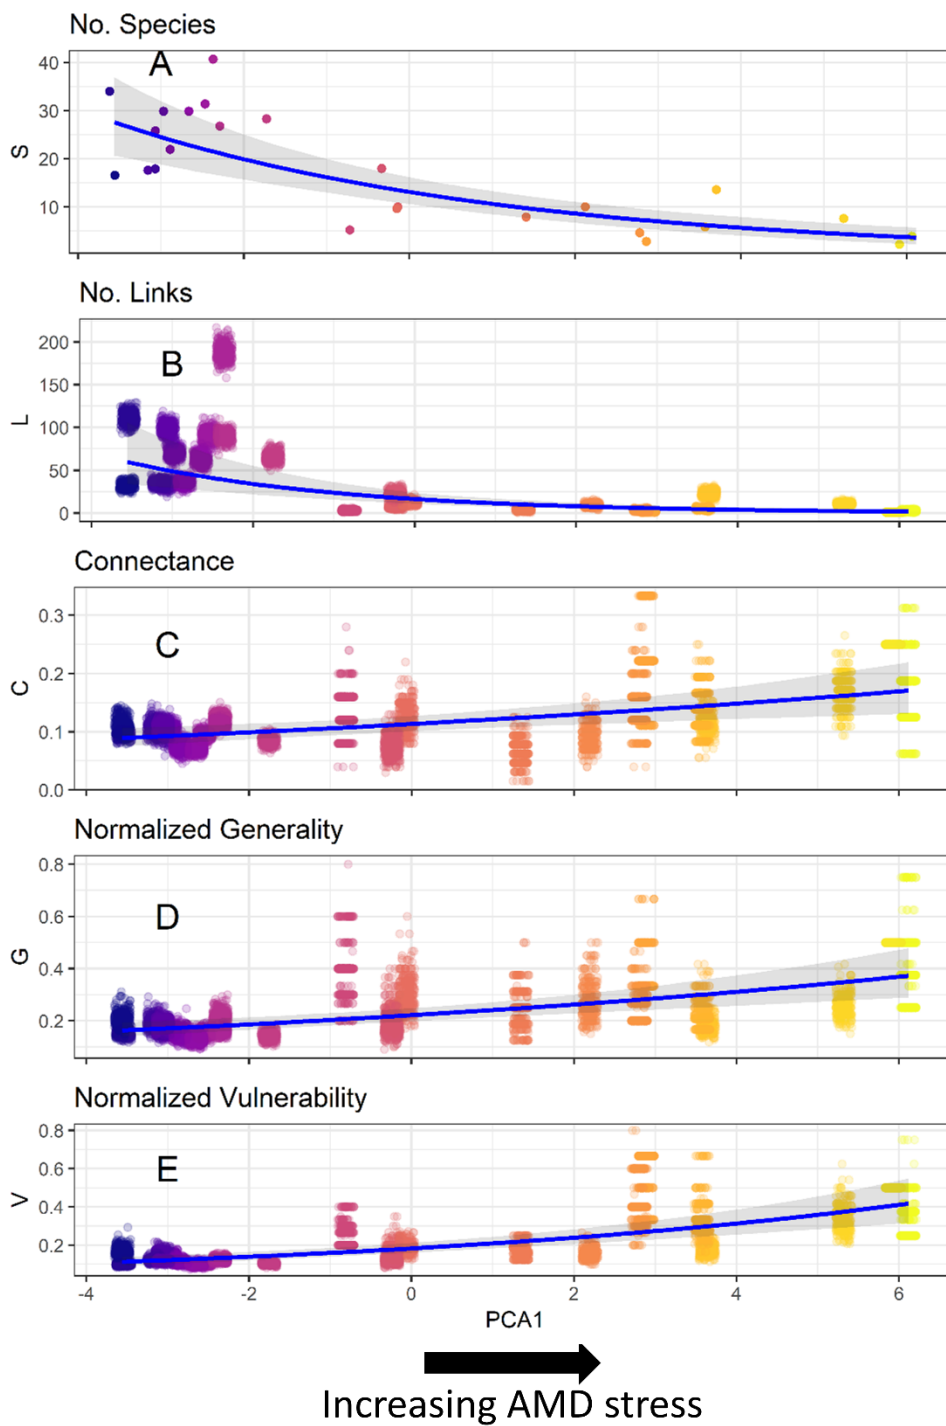 No. Species
A
40
30
20
10
S
No. Links
B
200
150
100
50
0
L
Connectance
C
0.3
0.2
0.1
0.0
C
Normalized Generality
D
0.8
0.6
0.4
0.2
G
Normalized Vulnerability
E
0.8
0.6
0.4
0.2
V
-4 -2 0 2 4 6
PCA1
Increasing AMD stress